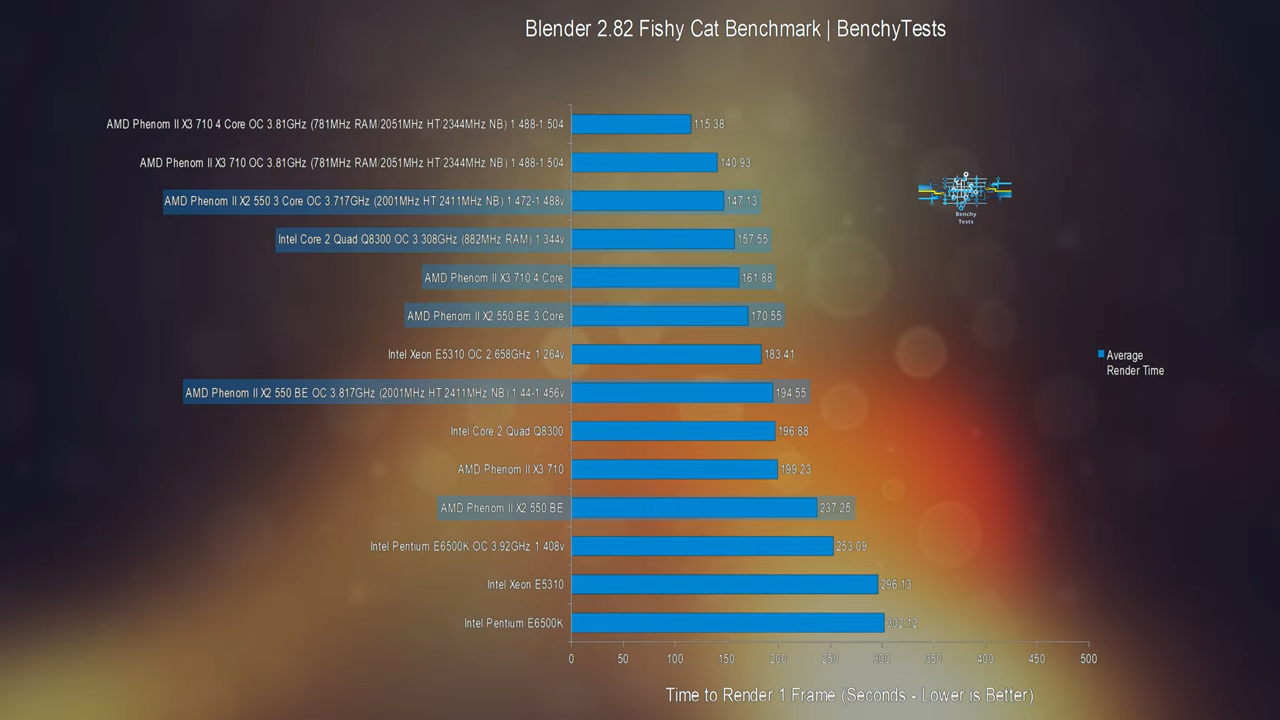 Blender 2.82 Fishy Cat Benchmark | BenchyTests
AMD Phenom II X3 710 4 Core OC 3.81GHz (781MHz RAM/2051MHz HT 2344MHz NB) 1.488-1.504 115.38
AMD Phenom II X3 710 OC 3.81GHz (781MHz RAM/2051MHz HT 2344MHz NB) 1.488-1.504 140.93
AMD Phenom II X2 550 3 Core OC 3.717GHz (2001MHz HT 2411MHz NB) 1.472-1.488v 147.13
Benchy
Tests
Intel Core 2 Quad Q8300 OC 3.308GHz (882MHz RAM) 1.344v 157.55
AMD Phenom II X3 710 4 Core 161.88
AMD Phenom II X2 550 BE 3 Core 170.55
Intel Xeon E5310 OC 2.658GHz 1.264v 183.41
Average
Render Time
AMD Phenom II X2 550 BE OC 3.817GHz (2001MHz HT 2411MHz NB) 1.44-1.456v 194.55
Intel Core 2 Quad Q8300 196.88
AMD Phenom II X3 710 199.23
AMD Phenom II X2 550 BE 237.25
Intel Pentium E6500K OC 3.92GHz 1.408v 253.09
Intel Xeon E5310 296.13
Intel Pentium E6500K 302.12
0 50 100 150 200 250 300 350 400 450 500
Time to Render 1 Frame (Seconds - Lower is Better)